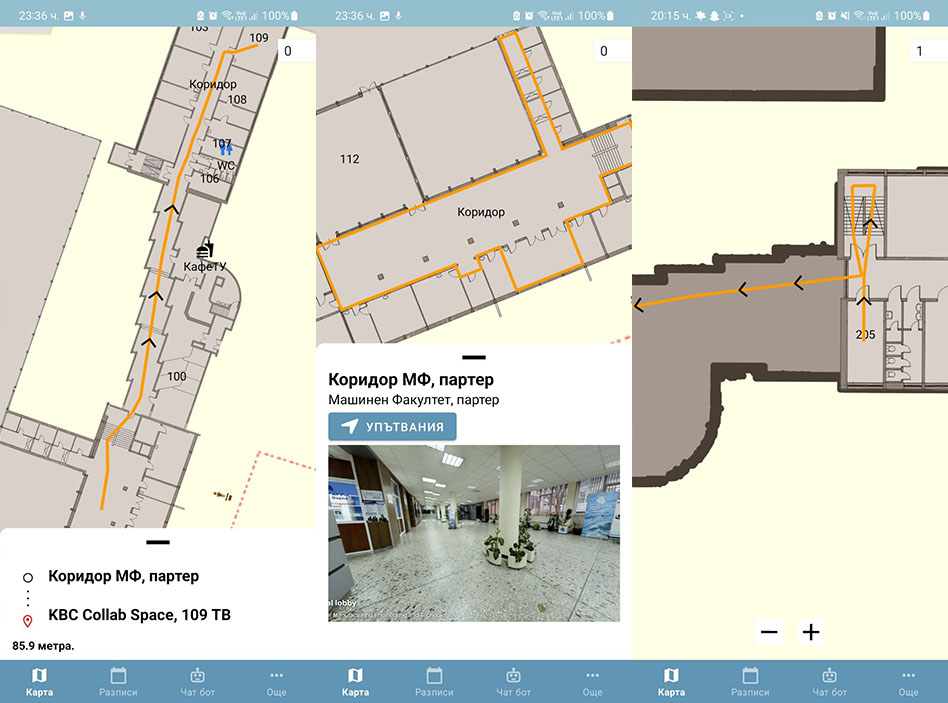 23:36 ч.
100%
103
109
0
Коридор
108
107
WC
106
КафеТУ
100
Коридор МФ, партер
KBC Collab Space, 109 ТВ
85.9 метра.
Карта
Разписи
Чат бот
Още
23:36 ч.
100%
0
112
Коридор
Коридор МФ, партер
Машинен Факултет, партер
УПЪТВАНИЯ
al lobby
Карта
Разписи
Чат бот
Още
20:15 ч.
100%
1
205
Карта
Разписи
Чат бот
Още